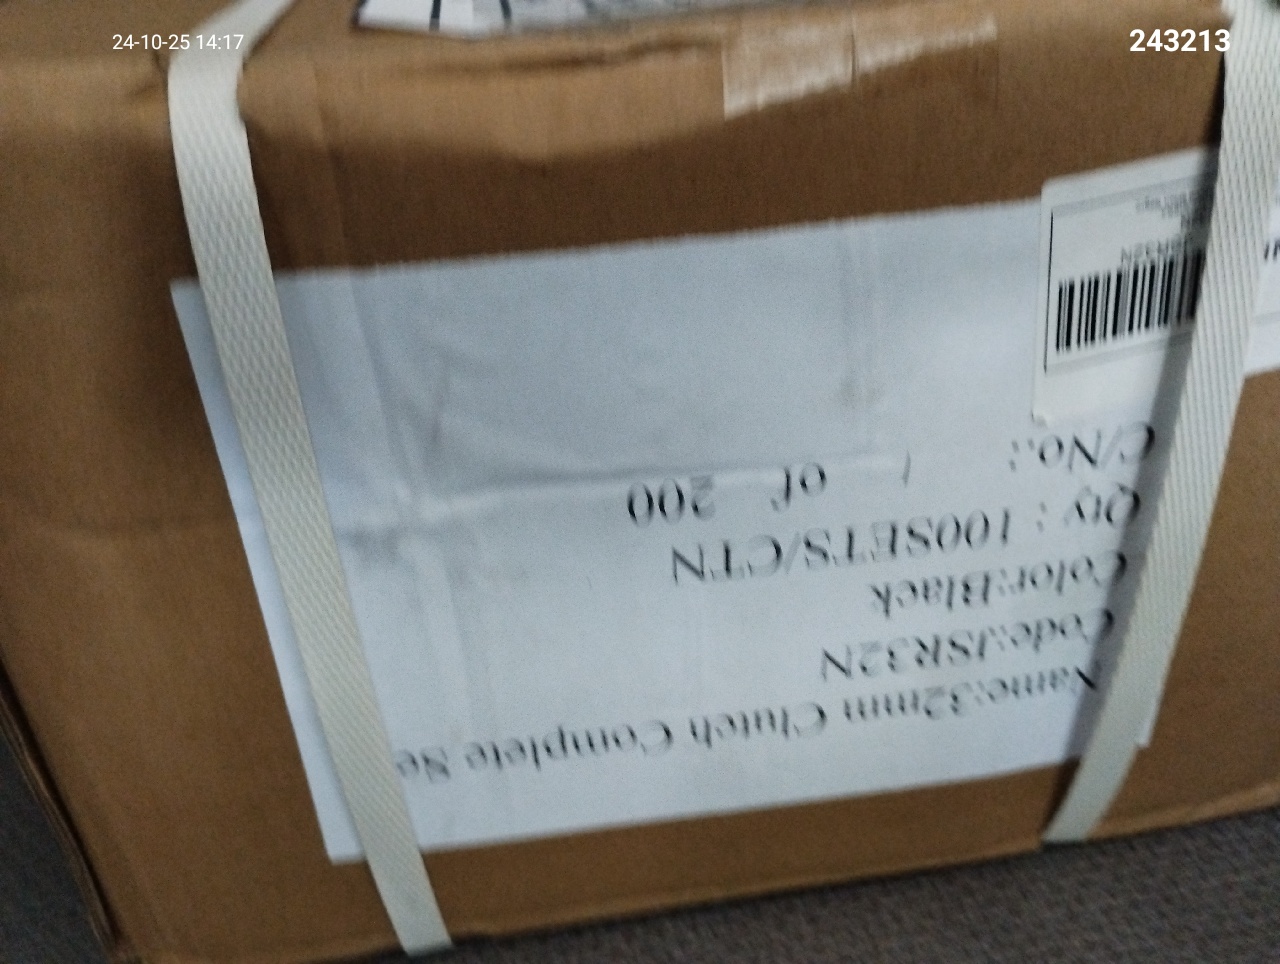 24-10-25 14:17
243213
Name:32mm Clutch Complete Se
Code:JSR32N
Color:Black
Qty : 100SETS/CTN
C/No.: of 200
JSR32N